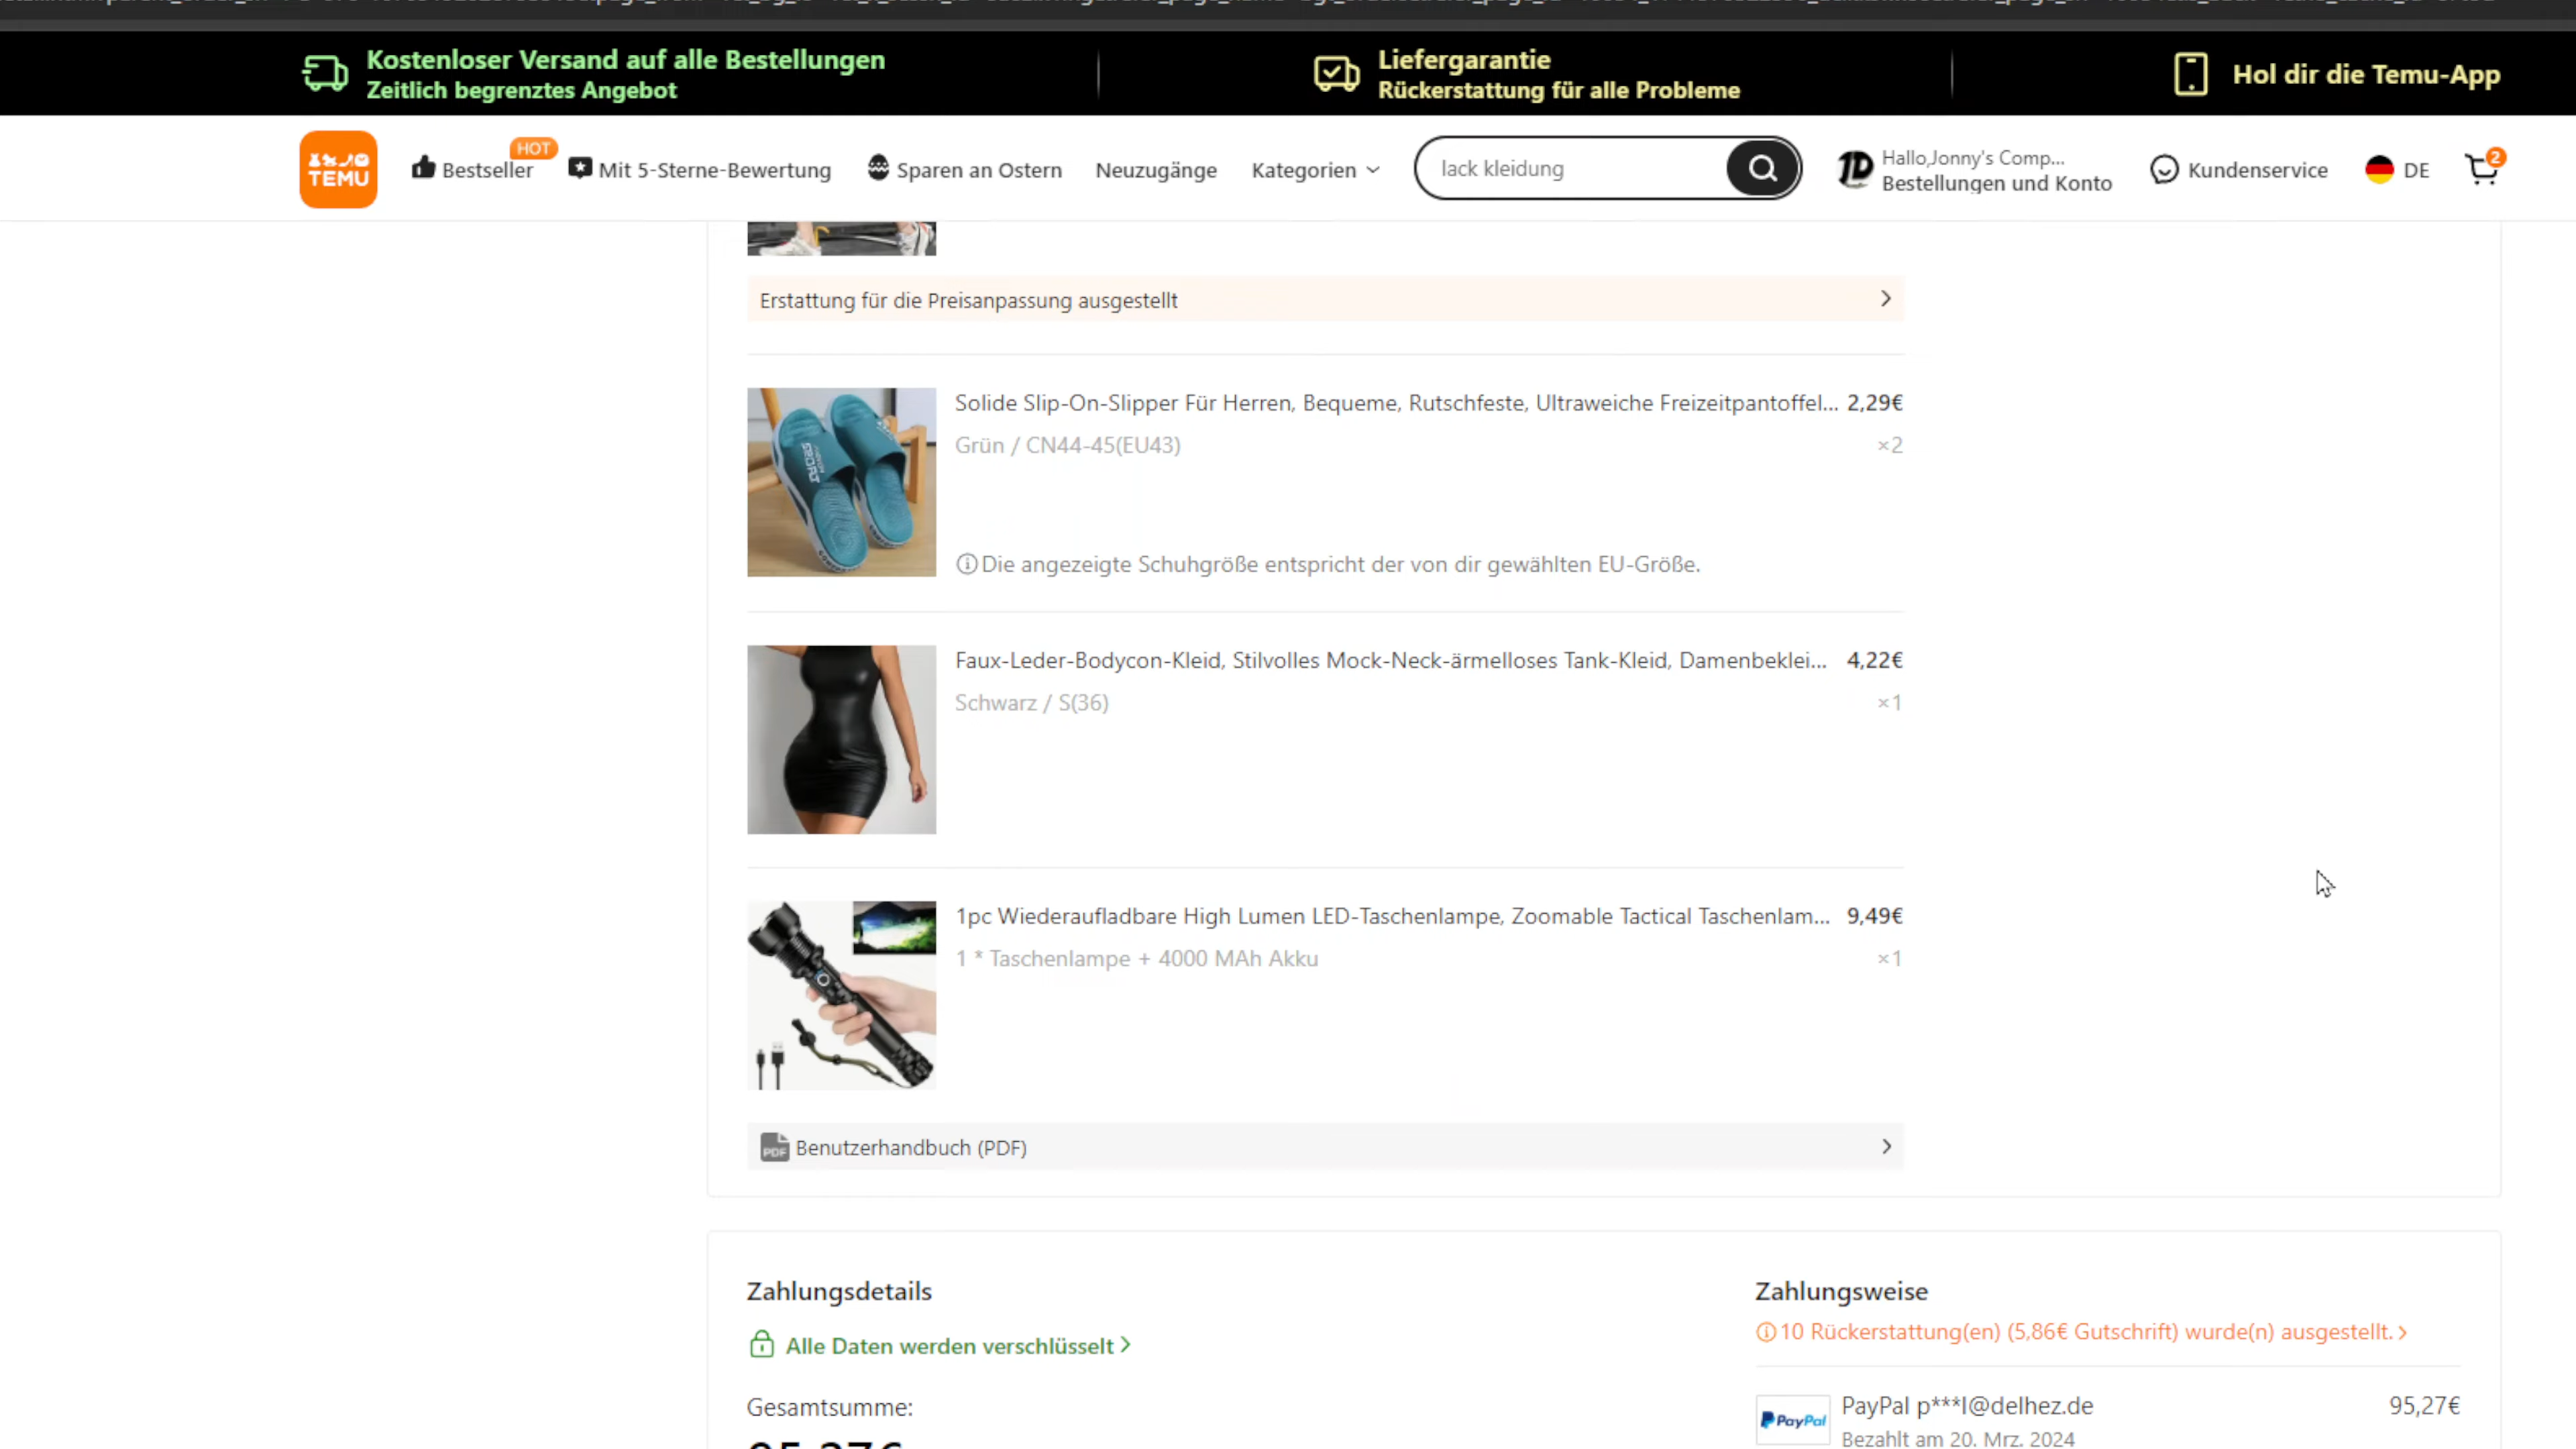 Kostenloser Versand auf alle Bestellungen
Zeitlich begrenztes Angebot
Liefergarantie
Rückerstattung für alle Probleme
Hol dir die Temu-App
TEMU
Bestseller
HOT
Mit 5-Sterne-Bewertung
Sparen an Ostern
Neuzugänge
Kategorien
lack kleidung
Hallo,Jonny's Comp...
Bestellungen und Konto
Kundenservice
DE
2
Erstattung für die Preisanpassung ausgestellt
Solide Slip-On-Slipper Für Herren, Bequeme, Rutschfeste, Ultraweiche Freizeitpantoffel... 2,29€
Grün / CN44-45(EU43) ×2
Die angezeigte Schuhgröße entspricht der von dir gewählten EU-Größe.
Faux-Leder-Bodycon-Kleid, Stilvolles Mock-Neck-ärmelloses Tank-Kleid, Damenbeklei... 4,22€
Schwarz / S(36) ×1
1pc Wiederaufladbare High Lumen LED-Taschenlampe, Zoomable Tactical Taschenlam... 9,49€
1 * Taschenlampe + 4000 MAh Akku ×1
PDF Benutzerhandbuch (PDF)
Zahlungsdetails
Alle Daten werden verschlüsselt
Gesamtsumme:
Zahlungsweise
10 Rückerstattung(en) (5,86€ Gutschrift) wurde(n) ausgestellt.
PayPal
PayPal p***l@delhez.de 95,27€
Bezahlt am 20. Mrz. 2024